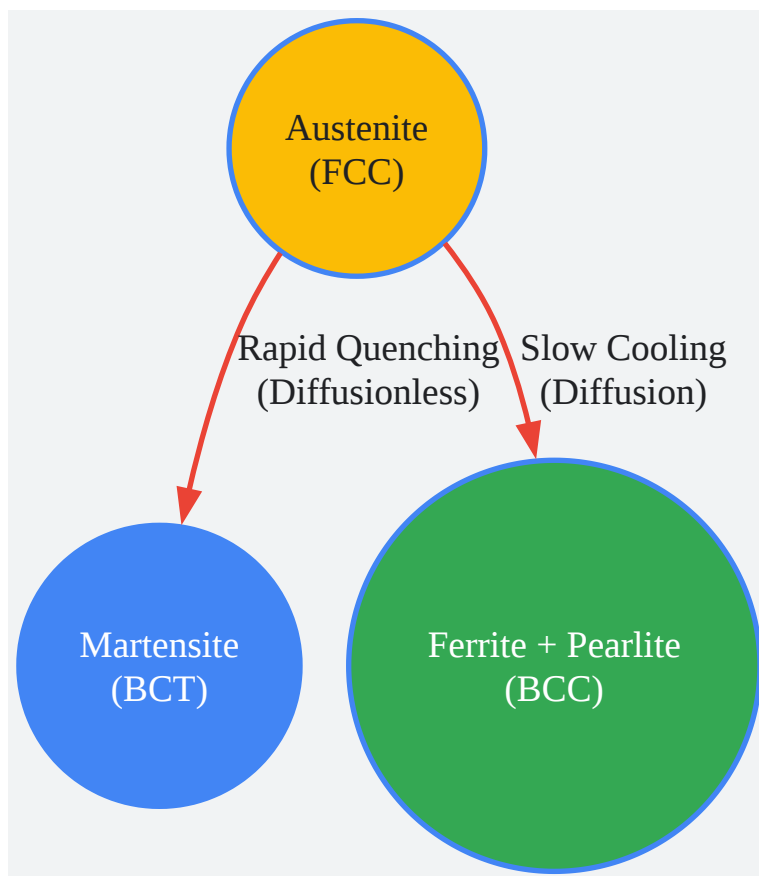 Austenite
(FCC)
Rapid Quenching
(Diffusionless)
Slow Cooling
(Diffusion)
Martensite
(BCT)
Ferrite + Pearlite
(BCC)